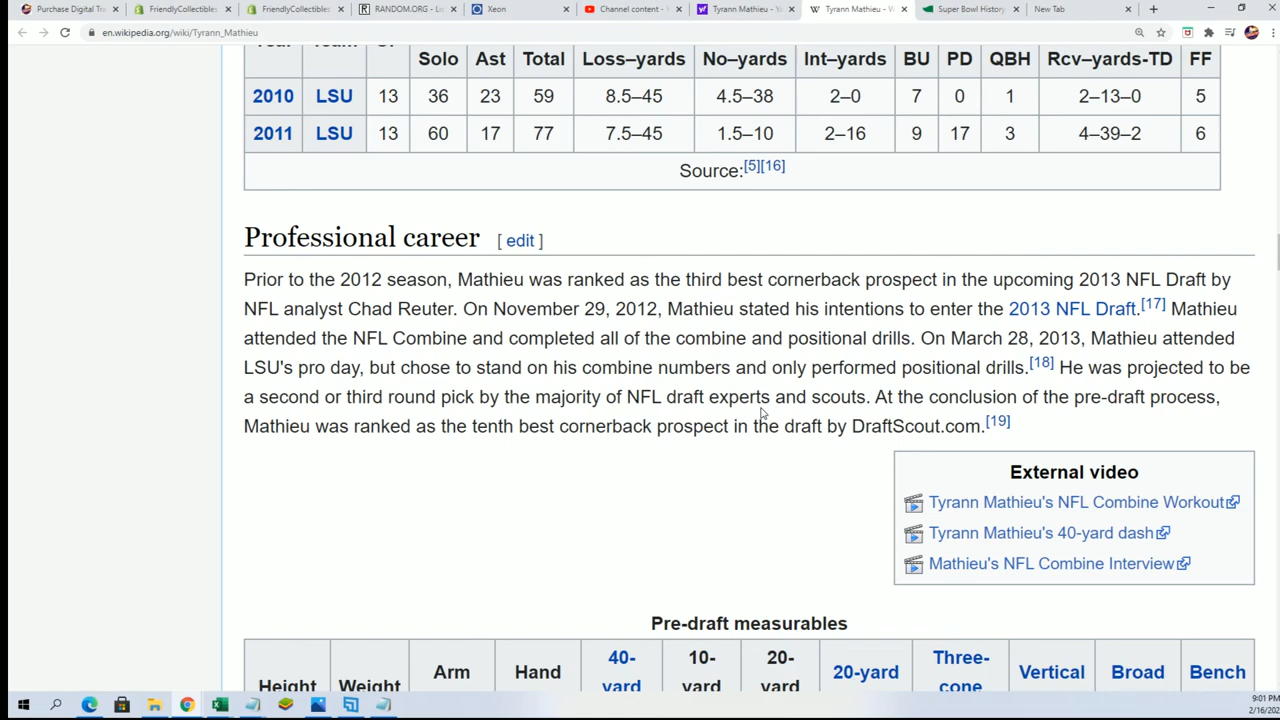 Purchase Digital Tra
FriendlyCollectibles
FriendlyCollectibles
RANDOM.ORG - Li
Xeon
Channel content -
Tyrann Mathieu -
Tyrann Mathieu - W
Super Bowl History
New Tab
en.wikipedia.org/wiki/Tyrann_Mathieu
Solo Ast Total Loss–yards No–yards Int–yards BU PD QBH Rcv–yards-TD FF
2010 LSU 13 36 23 59 8.5–45 4.5–38 2–0 7 0 1 2–13–0 5
2011 LSU 13 60 17 77 7.5–45 1.5–10 2–16 9 17 3 4–39–2 6
Source:[5][16]
Professional career [ edit ]
Prior to the 2012 season, Mathieu was ranked as the third best cornerback prospect in the upcoming 2013 NFL Draft by
NFL analyst Chad Reuter. On November 29, 2012, Mathieu stated his intentions to enter the 2013 NFL Draft.[17] Mathieu
attended the NFL Combine and completed all of the combine and positional drills. On March 28, 2013, Mathieu attended
LSU's pro day, but chose to stand on his combine numbers and only performed positional drills.[18] He was projected to be
a second or third round pick by the majority of NFL draft experts and scouts. At the conclusion of the pre-draft process,
Mathieu was ranked as the tenth best cornerback prospect in the draft by DraftScout.com.[19]
External video
Tyrann Mathieu's NFL Combine Workout
Tyrann Mathieu's 40-yard dash
Mathieu's NFL Combine Interview
Pre-draft measurables
Height Weight Arm Hand 40-yard 10-yard 20-yard 20-yard Three-cone Vertical Broad Bench
9:01 PM
2/16/202